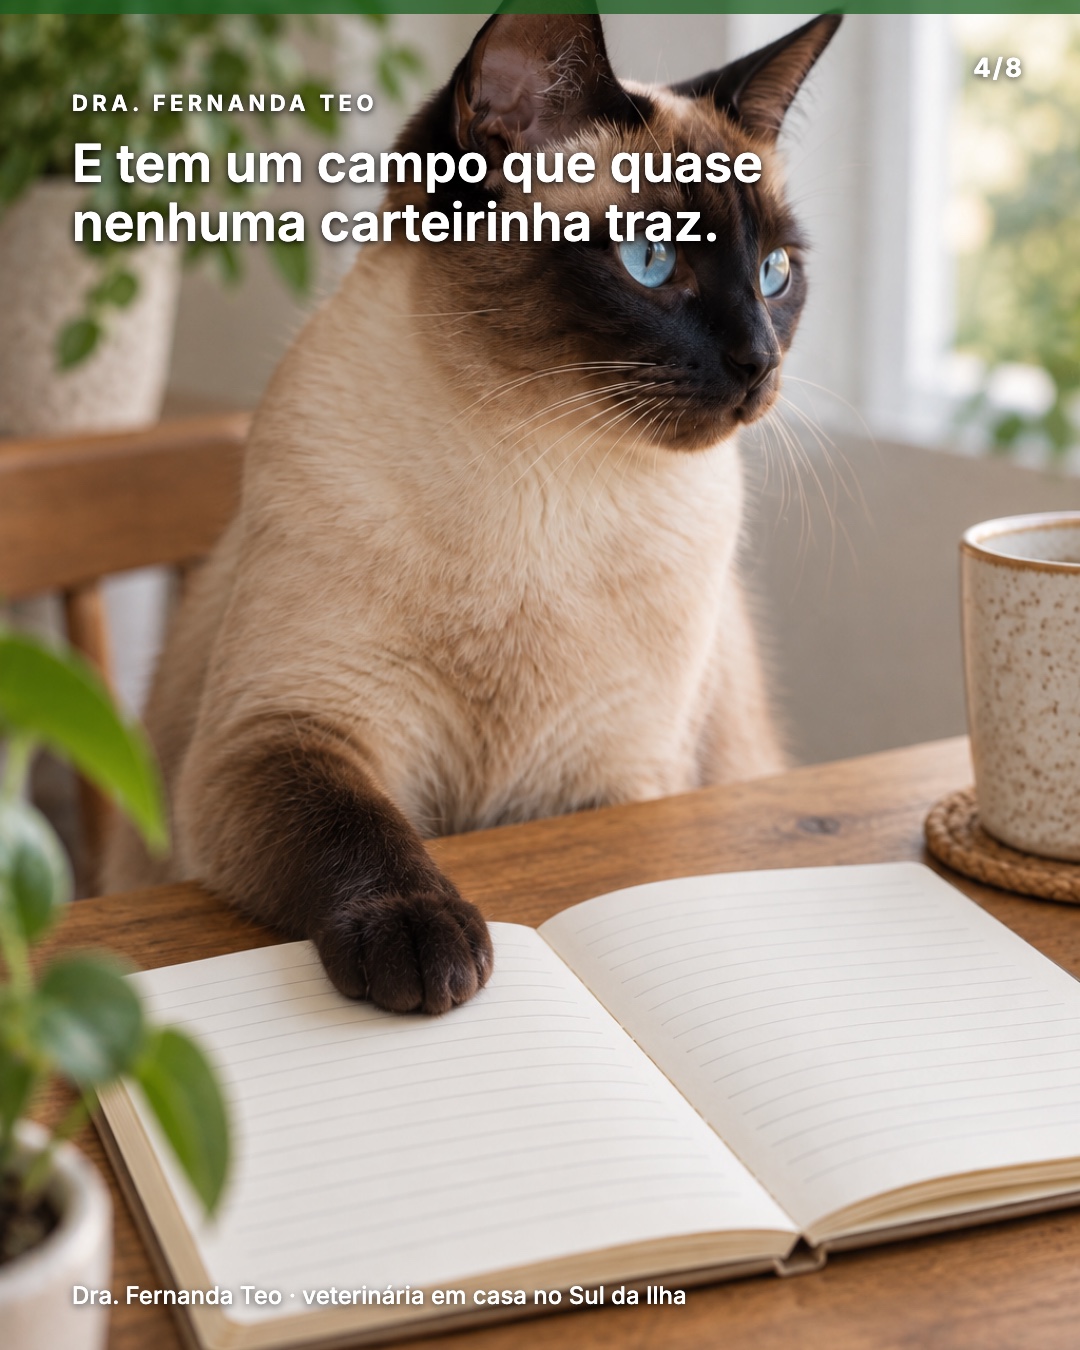 4/8
DRA. FERNANDA TEO
E tem um campo que quase
nenhuma carteirinha traz.
Dra. Fernanda Teo · veterinária em casa no Sul da Ilha